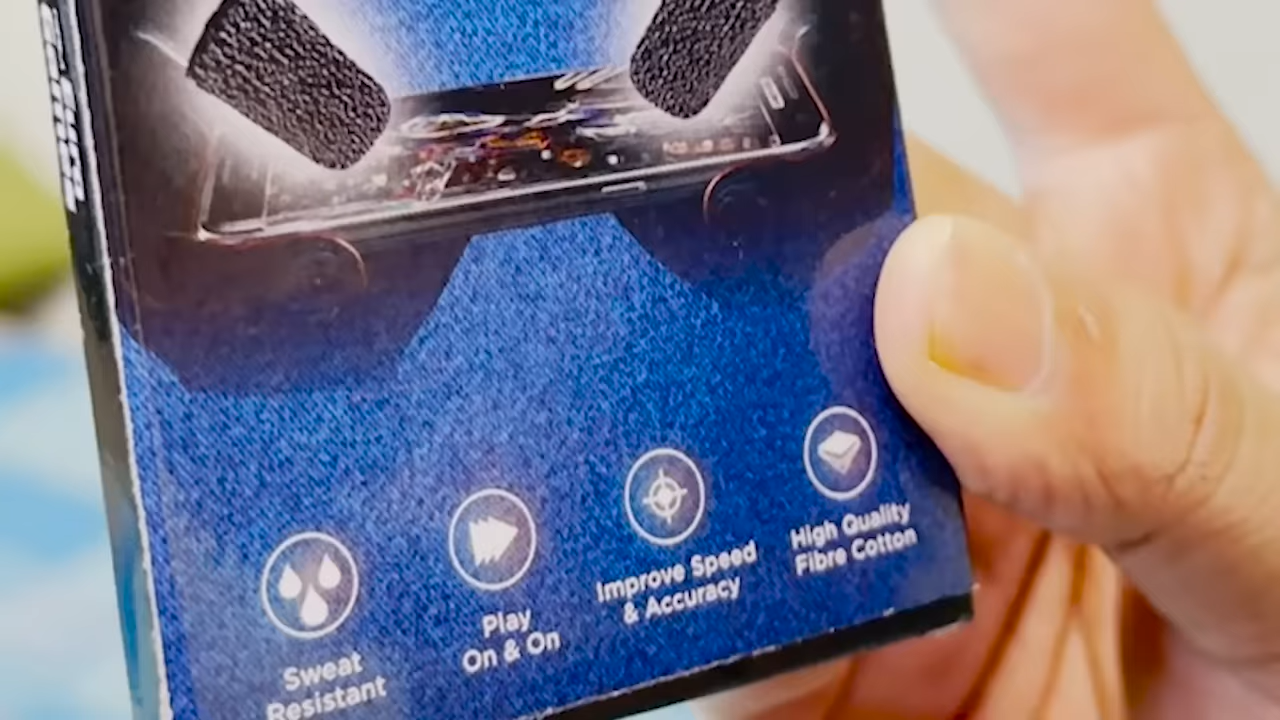 Sweat
Resistant
Play
On & On
Improve Speed
& Accuracy
High Quality
Fibre Cotton